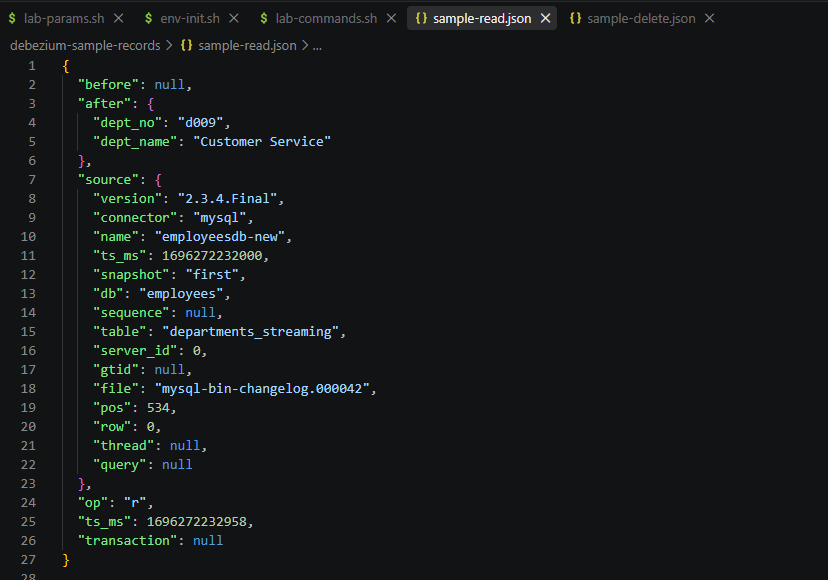 $ lab-params.sh × $ env-init.sh × $ lab-commands.sh × {} sample-read.json × {} sample-delete.json ×
debezium-sample-records > {} sample-read.json > ...
1 {
2 "before": null,
3 "after": {
4 "dept_no": "d009",
5 "dept_name": "Customer Service"
6 },
7 "source": {
8 "version": "2.3.4.Final",
9 "connector": "mysql",
10 "name": "employeesdb-new",
11 "ts_ms": 1696272232000,
12 "snapshot": "first",
13 "db": "employees",
14 "sequence": null,
15 "table": "departments_streaming",
16 "server_id": 0,
17 "gtid": null,
18 "file": "mysql-bin-changelog.000042",
19 "pos": 534,
20 "row": 0,
21 "thread": null,
22 "query": null
23 },
24 "op": "r",
25 "ts_ms": 1696272232958,
26 "transaction": null
27 }
28